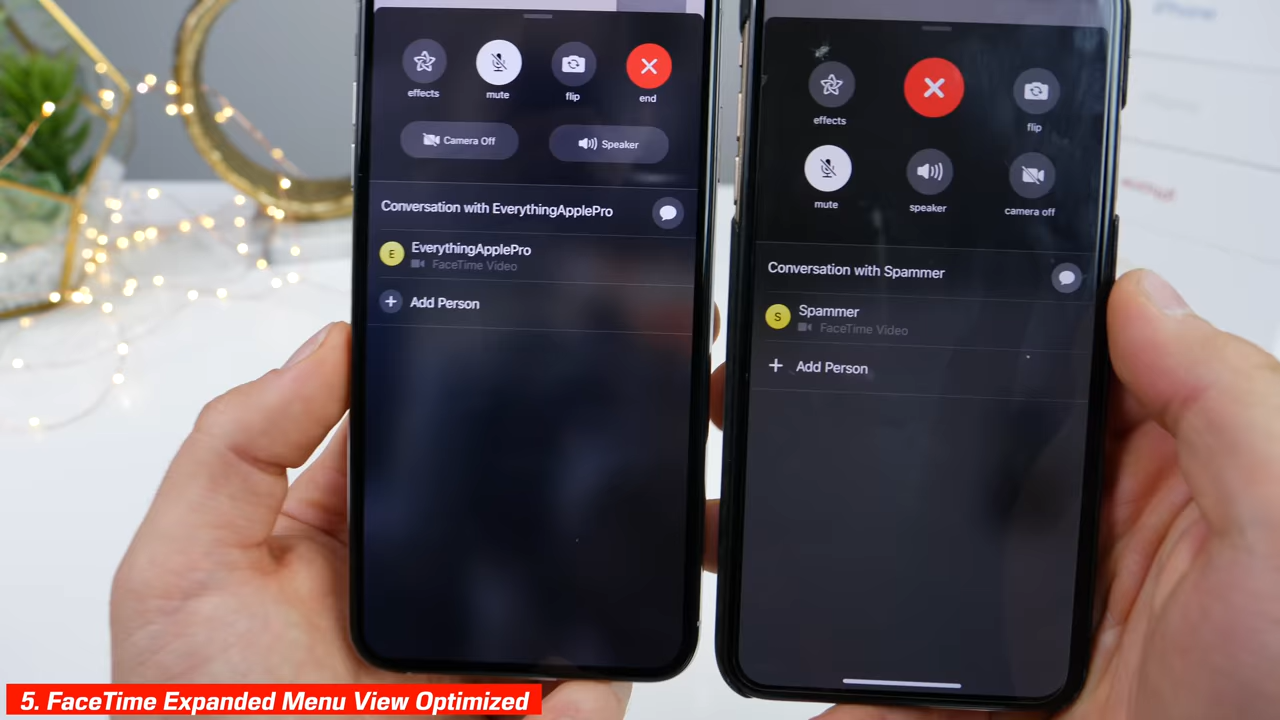 effects
mute
flip
end
Camera Off
Speaker
Conversation with EverythingApplePro
E
EverythingApplePro
FaceTime Video
+ Add Person
effects
flip
mute
speaker
camera off
Conversation with Spammer
S
Spammer
FaceTime Video
+ Add Person
5. FaceTime Expanded Menu View Optimized